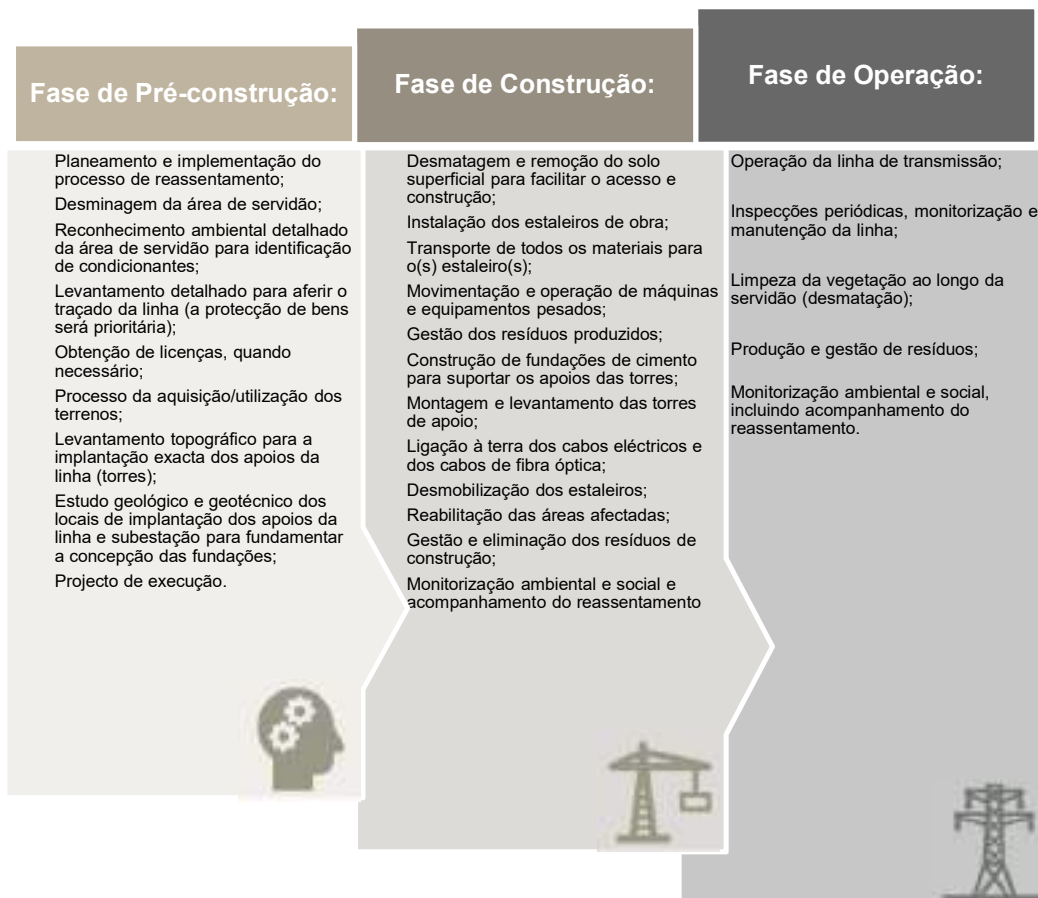 Fase de Pré-construção:
Planeamento e implementação do
processo de reassentamento;
Desminagem da área de servidão;
Reconhecimento ambiental detalhado
da área de servidão para identificação
de condicionantes;
Levantamento detalhado para aferir o
traçado da linha (a protecção de bens
será prioritária);
Obtenção de licenças, quando
necessário;
Processo da aquisição/utilização dos
terrenos;
Levantamento topográfico para a
implantação exacta dos apoios da
linha (torres);
Estudo geológico e geotécnico dos
locais de implantação dos apoios da
linha e subestação para fundamentar
a concepção das fundações;
Projecto de execução.
Fase de Construção:
Desmatagem e remoção do solo
superficial para facilitar o acesso e
construção;
Instalação dos estaleiros de obra;
Transporte de todos os materiais para
o(s) estaleiro(s);
Movimentação e operação de máquinas
e equipamentos pesados;
Gestão dos resíduos produzidos;
Construção de fundações de cimento
para suportar os apoios das torres;
Montagem e levantamento das torres
de apoio;
Ligação à terra dos cabos eléctricos e
dos cabos de fibra óptica;
Desmobilização dos estaleiros;
Reabilitação das áreas afectadas;
Gestão e eliminação dos resíduos de
construção;
Monitorização ambiental e social e
acompanhamento do reassentamento
Fase de Operação:
Operação da linha de transmissão;
Inspecções periódicas, monitorização e
manutenção da linha;
Limpeza da vegetação ao longo da
servidão (desmatação);
Produção e gestão de resíduos;
Monitorização ambiental e social,
incluindo acompanhamento do
reassentamento.